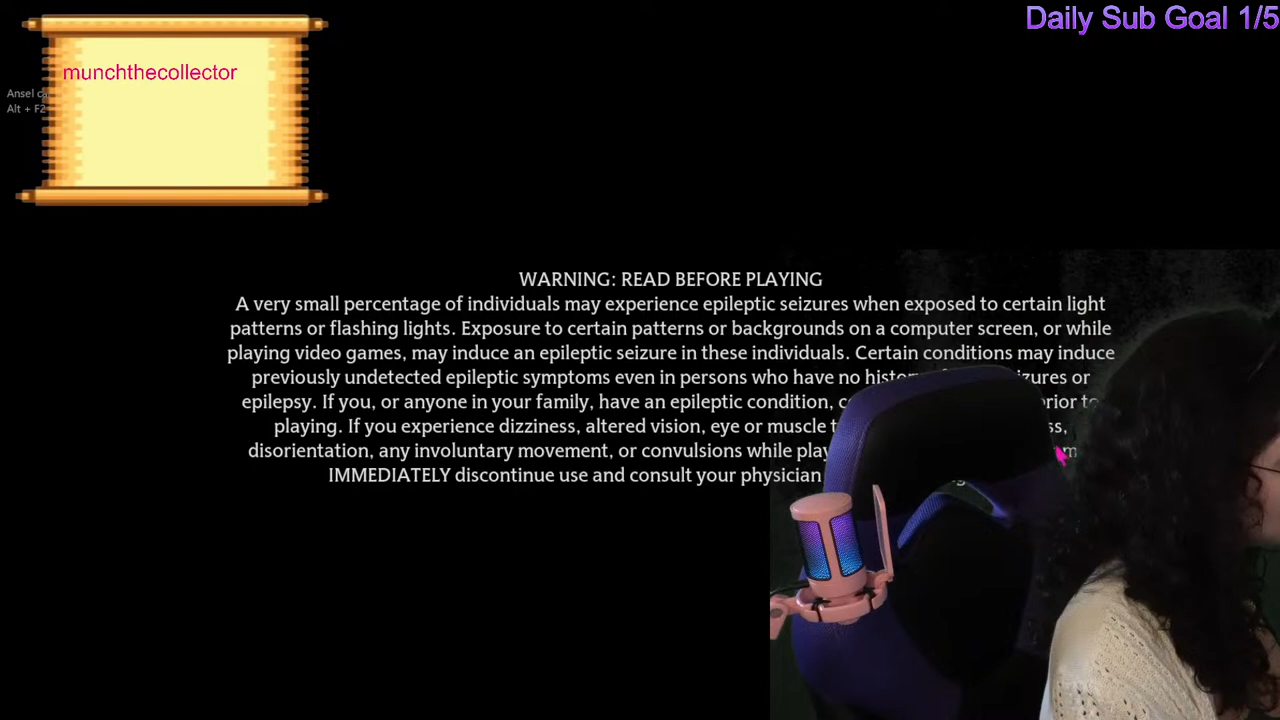 Daily Sub Goal 1/5
munchthecollector
Ansel
Alt + F2
WARNING: READ BEFORE PLAYING
A very small percentage of individuals may experience epileptic seizures when exposed to certain light
patterns or flashing lights. Exposure to certain patterns or backgrounds on a computer screen, or while
playing video games, may induce an epileptic seizure in these individuals. Certain conditions may induce
previously undetected epileptic symptoms even in persons who have no
epilepsy. If you, or anyone in your family, have an epileptic condition,
playing. If you experience dizziness, altered vision, eye or muscle
disorientation, any involuntary movement, or convulsions while
IMMEDIATELY discontinue use and consult your physician